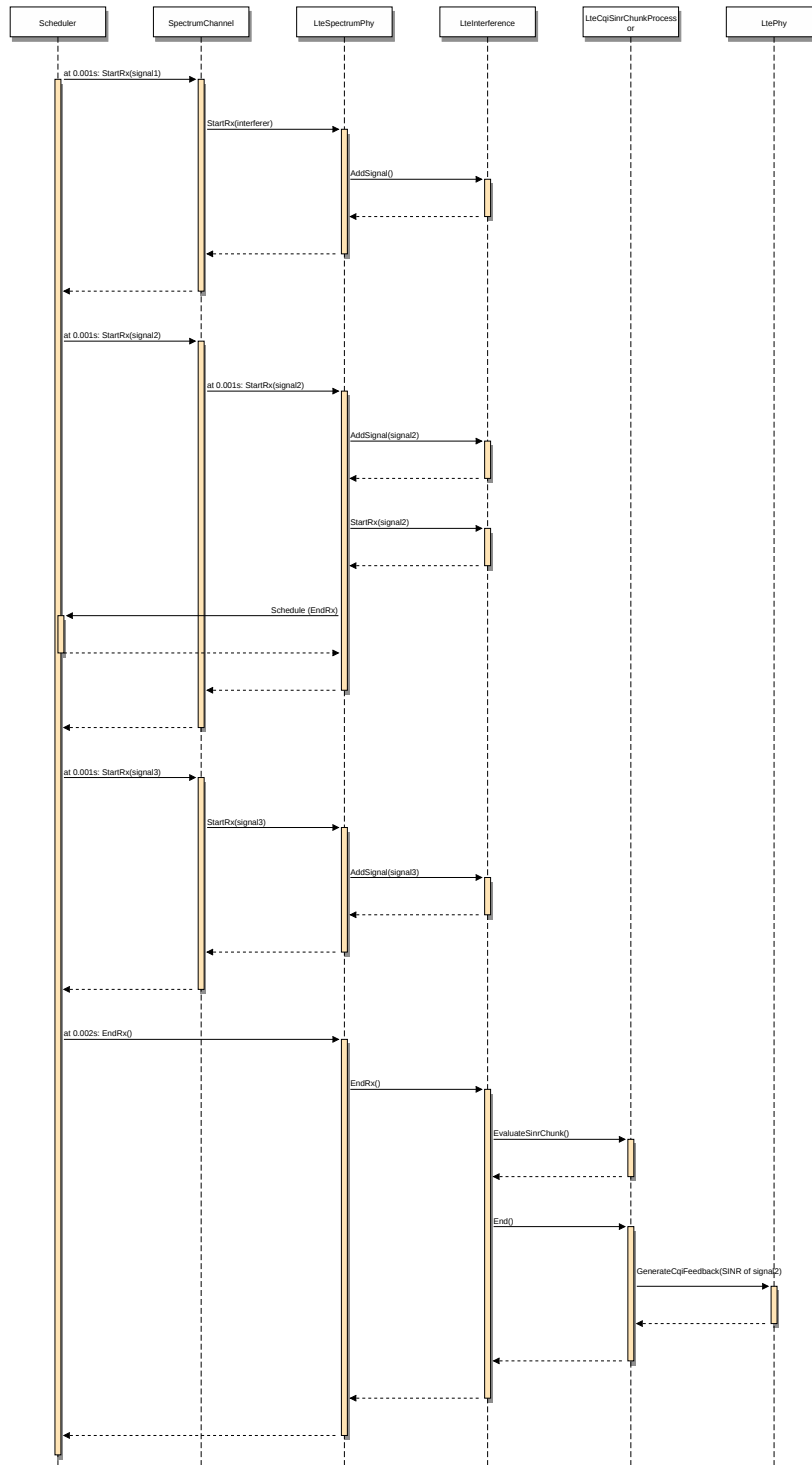 Scheduler
SpectrumChannel
LteSpectrumPhy
LteInterference
LteCqiSinrChunkProcess
or
LtePhy
at 0.001s: StartRx(signal1)
StartRx(interferer)
AddSignal()
at 0.001s: StartRx(signal2)
at 0.001s: StartRx(signal2)
AddSignal(signal2)
StartRx(signal2)
Schedule (EndRx)
at 0.001s: StartRx(signal3)
StartRx(signal3)
AddSignal(signal3)
at 0.002s: EndRx()
EndRx()
EvaluateSinrChunk()
End()
GenerateCqiFeedback(SINR of signal2)